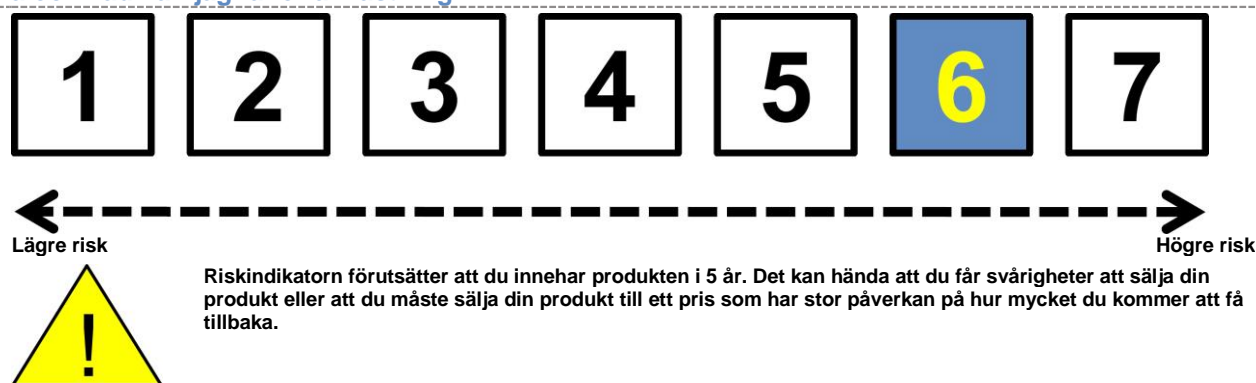 1 2 3 4 5 6 7
Lägre risk Högre risk
Riskindikatorn förutsätter att du innehar produkten i 5 år. Det kan hända att du får svårigheter att sälja din
produkt eller att du måste sälja din produkt till ett pris som har stor påverkan på hur mycket du kommer att få
tillbaka.
!